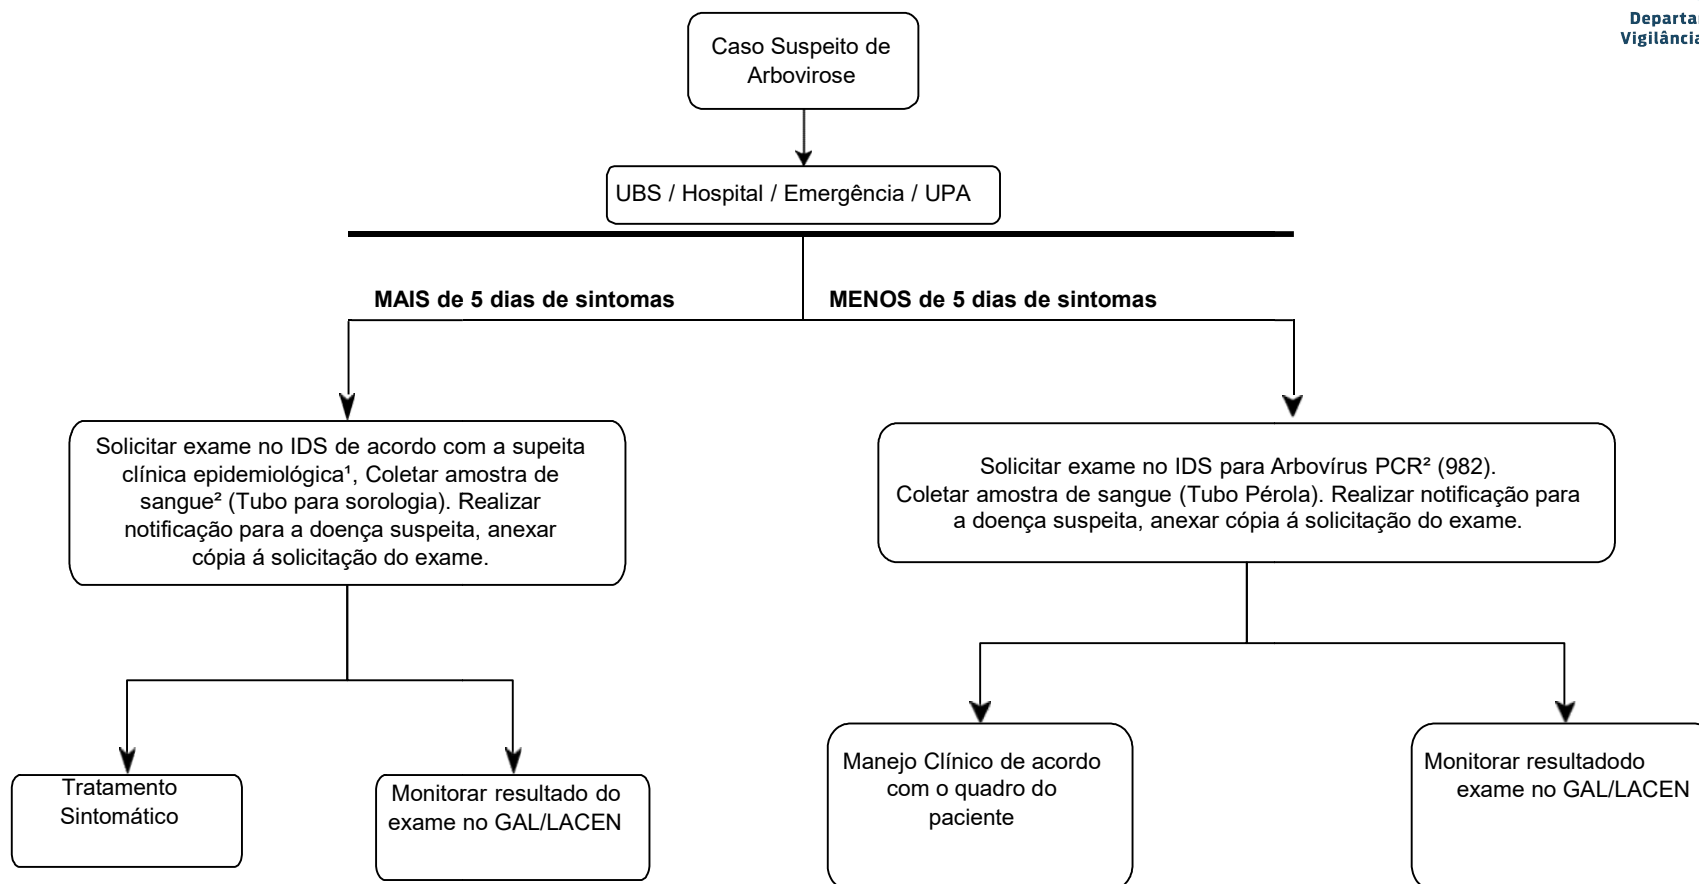 Departa
Vigilância
Caso Suspeito de
Arbovirose
UBS / Hospital / Emergência / UPA
MAIS de 5 dias de sintomas
MENOS de 5 dias de sintomas
Solicitar exame no IDS de acordo com a supeita
clínica epidemiológica¹, Coletar amostra de
sangue² (Tubo para sorologia). Realizar
notificação para a doença suspeita, anexar
cópia á solicitação do exame.
Solicitar exame no IDS para Arbovírus PCR² (982).
Coletar amostra de sangue (Tubo Pérola). Realizar notificação para
a doença suspeita, anexar cópia á solicitação do exame.
Tratamento
Sintomático
Monitorar resultado do
exame no GAL/LACEN
Manejo Clínico de acordo
com o quadro do
paciente
Monitorar resultadodo
exame no GAL/LACEN